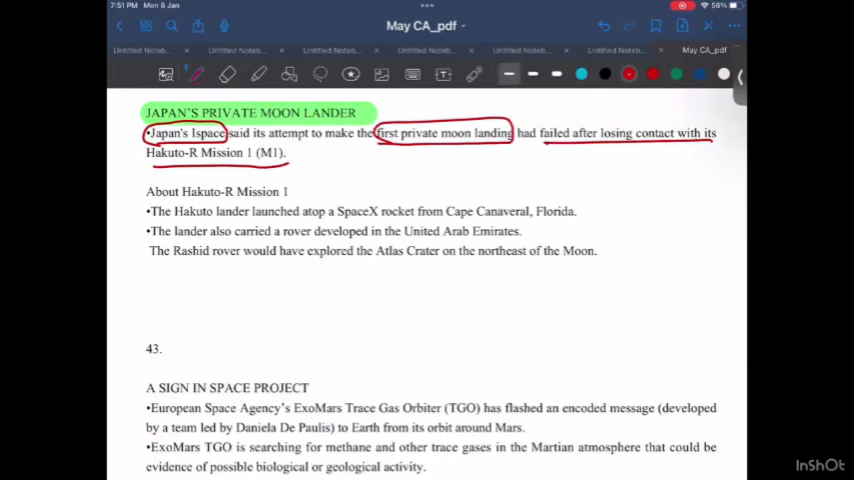 7:51 PM Mon 8 Jan
56%
May CA_pdf
Untitled Noteb... Untitled Noteb... Untitled Noteb... Untitled Noteb... Untitled Noteb... Untitled Noteb... May CA_pdf
JAPAN'S PRIVATE MOON LANDER
•Japan's Ispace said its attempt to make the first private moon landing had failed after losing contact with its
Hakuto-R Mission 1 (M1).
About Hakuto-R Mission 1
•The Hakuto lander launched atop a SpaceX rocket from Cape Canaveral, Florida.
•The lander also carried a rover developed in the United Arab Emirates.
The Rashid rover would have explored the Atlas Crater on the northeast of the Moon.
43.
A SIGN IN SPACE PROJECT
•European Space Agency's ExoMars Trace Gas Orbiter (TGO) has flashed an encoded message (developed
by a team led by Daniela De Paulis) to Earth from its orbit around Mars.
•ExoMars TGO is searching for methane and other trace gases in the Martian atmosphere that could be
evidence of possible biological or geological activity.
InShOt